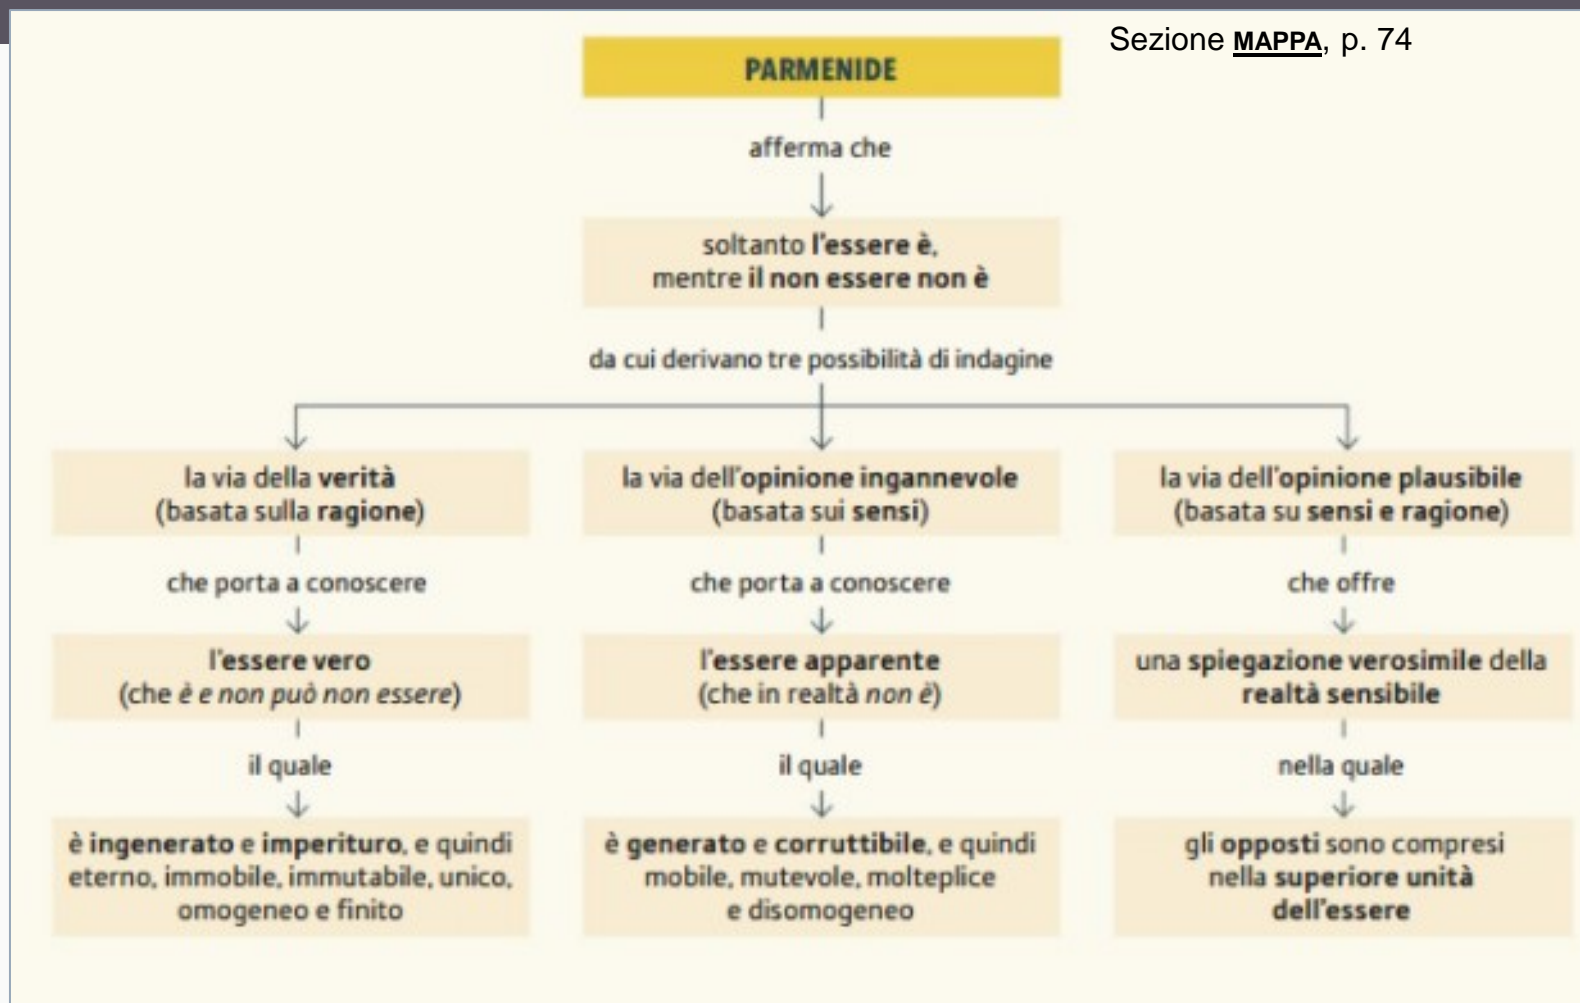 Sezione MAPPA, p. 74
PARMENIDE
afferma che
soltanto l'essere è,
mentre il non essere non è
da cui derivano tre possibilità di indagine
la via della verità
(basata sulla ragione)
che porta a conoscere
l'essere vero
(che è e non può non essere)
il quale
è ingenerato e imperituro, e quindi
eterno, immobile, immutabile, unico,
omogeneo e finito
la via dell'opinione ingannevole
(basata sui sensi)
che porta a conoscere
l'essere apparente
(che in realtà non è)
il quale
è generato e corruttibile, e quindi
mobile, mutevole, molteplice
e disomogeneo
la via dell'opinione plausibile
(basata su sensi e ragione)
che offre
una spiegazione verosimile della
realtà sensibile
nella quale
gli opposti sono compresi
nella superiore unità
dell'essere